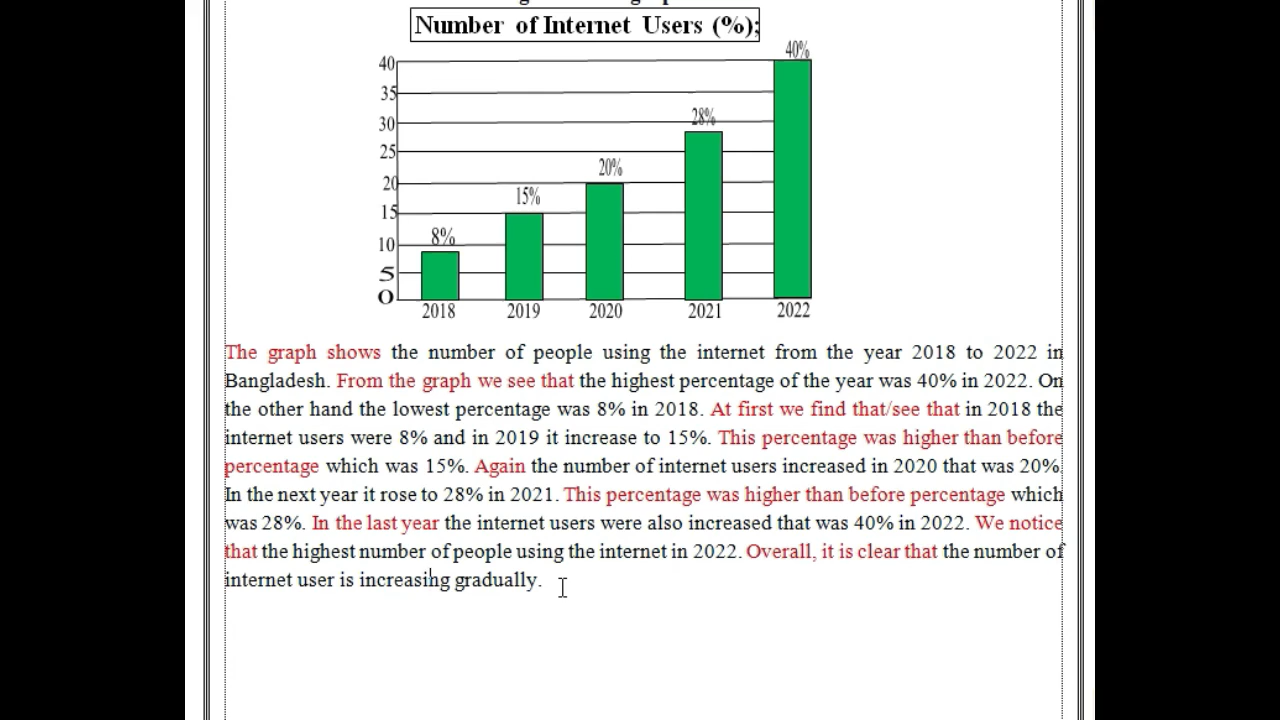 Number of Internet Users (%);
40%
40
35
28%
30
25
20%
20
15%
15
8%
10
5
0
2018 2019 2020 2021 2022
The graph shows the number of people using the internet from the year 2018 to 2022 in
Bangladesh. From the graph we see that the highest percentage of the year was 40% in 2022. On
the other hand the lowest percentage was 8% in 2018. At first we find that/see that in 2018 the
internet users were 8% and in 2019 it increase to 15%. This percentage was higher than before
percentage which was 15%. Again the number of internet users increased in 2020 that was 20%.
In the next year it rose to 28% in 2021. This percentage was higher than before percentage which
was 28%. In the last year the internet users were also increased that was 40% in 2022. We notice
that the highest number of people using the internet in 2022. Overall, it is clear that the number of
internet user is increasing gradually.